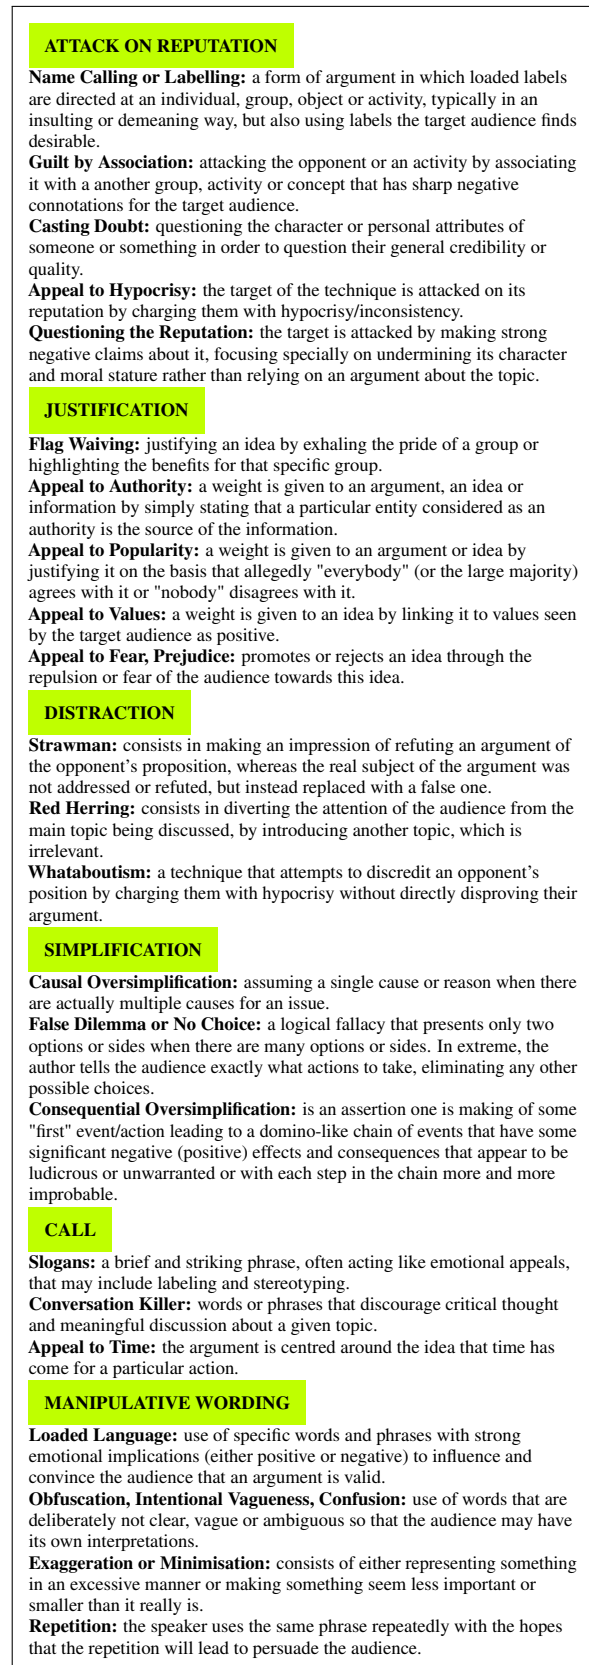 ATTACK ON REPUTATION
Name Calling or Labelling: a form of argument in which loaded labels
are directed at an individual, group, object or activity, typically in an
insulting or demeaning way, but also using labels the target audience finds
desirable.
Guilt by Association: attacking the opponent or an activity by associating
it with a another group, activity or concept that has sharp negative
connotations for the target audience.
Casting Doubt: questioning the character or personal attributes of
someone or something in order to question their general credibility or
quality.
Appeal to Hypocrisy: the target of the technique is attacked on its
reputation by charging them with hypocrisy/inconsistency.
Questioning the Reputation: the target is attacked by making strong
negative claims about it, focusing specially on undermining its character
and moral stature rather than relying on an argument about the topic.
JUSTIFICATION
Flag Waiving: justifying an idea by exhaling the pride of a group or
highlighting the benefits for that specific group.
Appeal to Authority: a weight is given to an argument, an idea or
information by simply stating that a particular entity considered as an
authority is the source of the information.
Appeal to Popularity: a weight is given to an argument or idea by
justifying it on the basis that allegedly "everybody" (or the large majority)
agrees with it or "nobody" disagrees with it.
Appeal to Values: a weight is given to an idea by linking it to values seen
by the target audience as positive.
Appeal to Fear, Prejudice: promotes or rejects an idea through the
repulsion or fear of the audience towards this idea.
DISTRACTION
Strawman: consists in making an impression of refuting an argument of
the opponent's proposition, whereas the real subject of the argument was
not addressed or refuted, but instead replaced with a false one.
Red Herring: consists in diverting the attention of the audience from the
main topic being discussed, by introducing another topic, which is
irrelevant.
Whataboutism: a technique that attempts to discredit an opponent's
position by charging them with hypocrisy without directly disproving their
argument.
SIMPLIFICATION
Causal Oversimplification: assuming a single cause or reason when there
are actually multiple causes for an issue.
False Dilemma or No Choice: a logical fallacy that presents only two
options or sides when there are many options or sides. In extreme, the
author tells the audience exactly what actions to take, eliminating any other
possible choices.
Consequential Oversimplification: is an assertion one is making of some
"first" event/action leading to a domino-like chain of events that have some
significant negative (positive) effects and consequences that appear to be
ludicrous or unwarranted or with each step in the chain more and more
improbable.
CALL
Slogans: a brief and striking phrase, often acting like emotional appeals,
that may include labeling and stereotyping.
Conversation Killer: words or phrases that discourage critical thought
and meaningful discussion about a given topic.
Appeal to Time: the argument is centred around the idea that time has
come for a particular action.
MANIPULATIVE WORDING
Loaded Language: use of specific words and phrases with strong
emotional implications (either positive or negative) to influence and
convince the audience that an argument is valid.
Obfuscation, Intentional Vagueness, Confusion: use of words that are
deliberately not clear, vague or ambiguous so that the audience may have
its own interpretations.
Exaggeration or Minimisation: consists of either representing something
in an excessive manner or making something seem less important or
smaller than it really is.
Repetition: the speaker uses the same phrase repeatedly with the hopes
that the repetition will lead to persuade the audience.